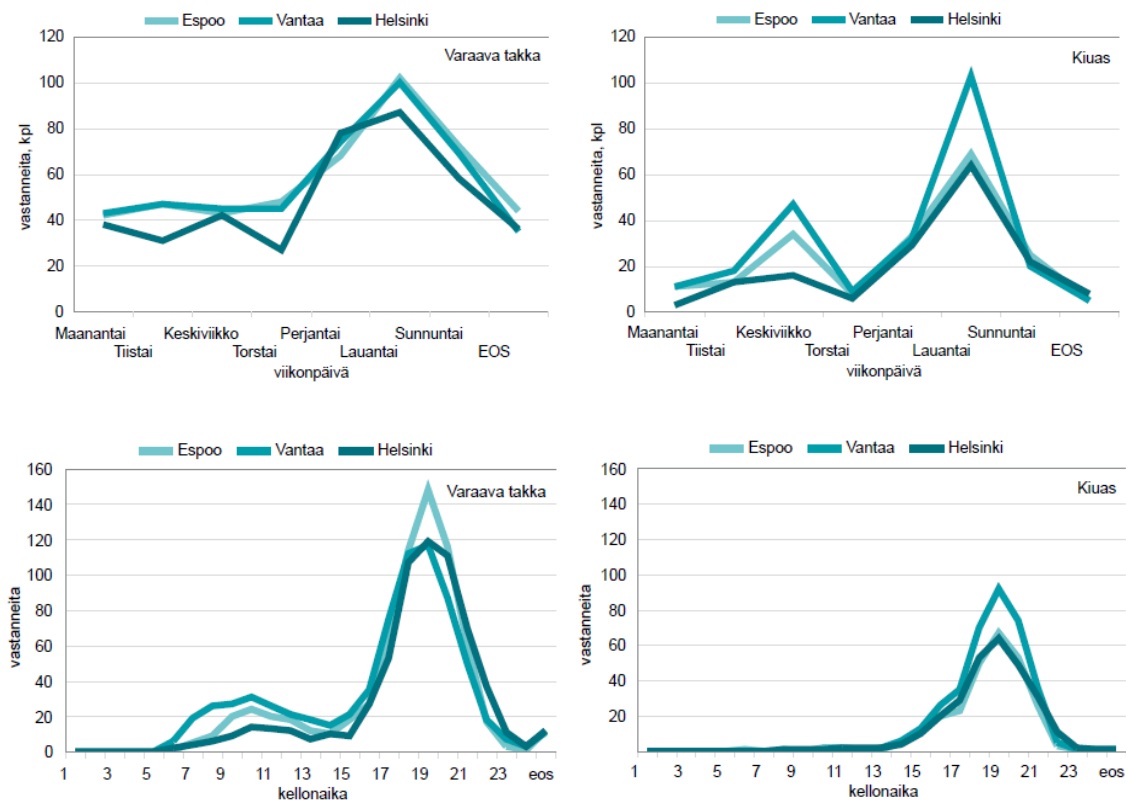 Espoo Vantaa Helsinki
120
100
80
60
40
20
0
vastanneita, kpl
Varaava takka
Maanantai Keskiviikko Perjantai Sunnuntai
Tiistai Torstai Lauantai EOS
viikonpäivä
Espoo Vantaa Helsinki
120
100
80
60
40
20
0
vastanneita, kpl
Kiuas
Maanantai Keskiviikko Perjantai Sunnuntai
Tiistai Torstai Lauantai EOS
viikonpäivä
Espoo Vantaa Helsinki
160
140
120
100
80
60
40
20
0
vastanneita
Varaava takka
1 3 5 7 9 11 13 15 17 19 21 23 eos
kellonaika
Espoo Vantaa Helsinki
160
140
120
100
80
60
40
20
vastanneita
Kiuas
1 3 5 7 9 11 13 15 17 19 21 23 eos
kellonaika